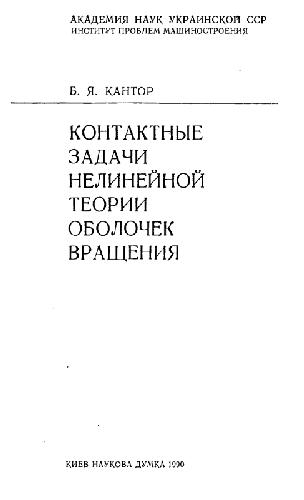 АКАДЕМИЯ НАУК УКРАИНСКОЙ ССР
ИНСТИТУТ ПРОБЛЕМ МАШИНОСТРОЕНИЯ
Б. Я. КАНТОР
КОНТАКТНЫЕ
ЗАДАЧИ
НЕЛИНЕЙНОЙ
ТЕОРИИ
ОБОЛОЧЕК
ВРАЩЕНИЯ
КИЕВ НАУКОВА ДУМКА 1990